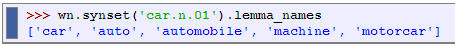 >>> wn.synset('car.n.01').lemma_names
['car', 'auto', 'automobile', 'machine', 'motorcar']